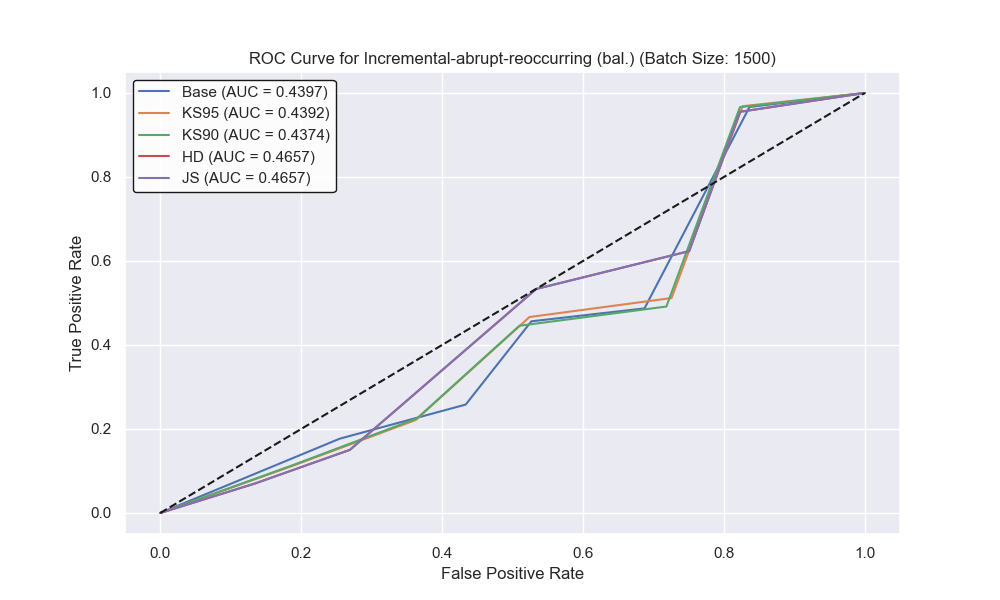 ROC Curve for Incremental-abrupt-reoccurring (bal.) (Batch Size: 1500)
Base (AUC = 0.4397)
KS95 (AUC = 0.4392)
KS90 (AUC = 0.4374)
HD (AUC = 0.4657)
JS (AUC = 0.4657)
True Positive Rate
1.0
0.8
0.6
0.4
0.2
0.0
0.0 0.2 0.4 0.6 0.8 1.0
False Positive Rate